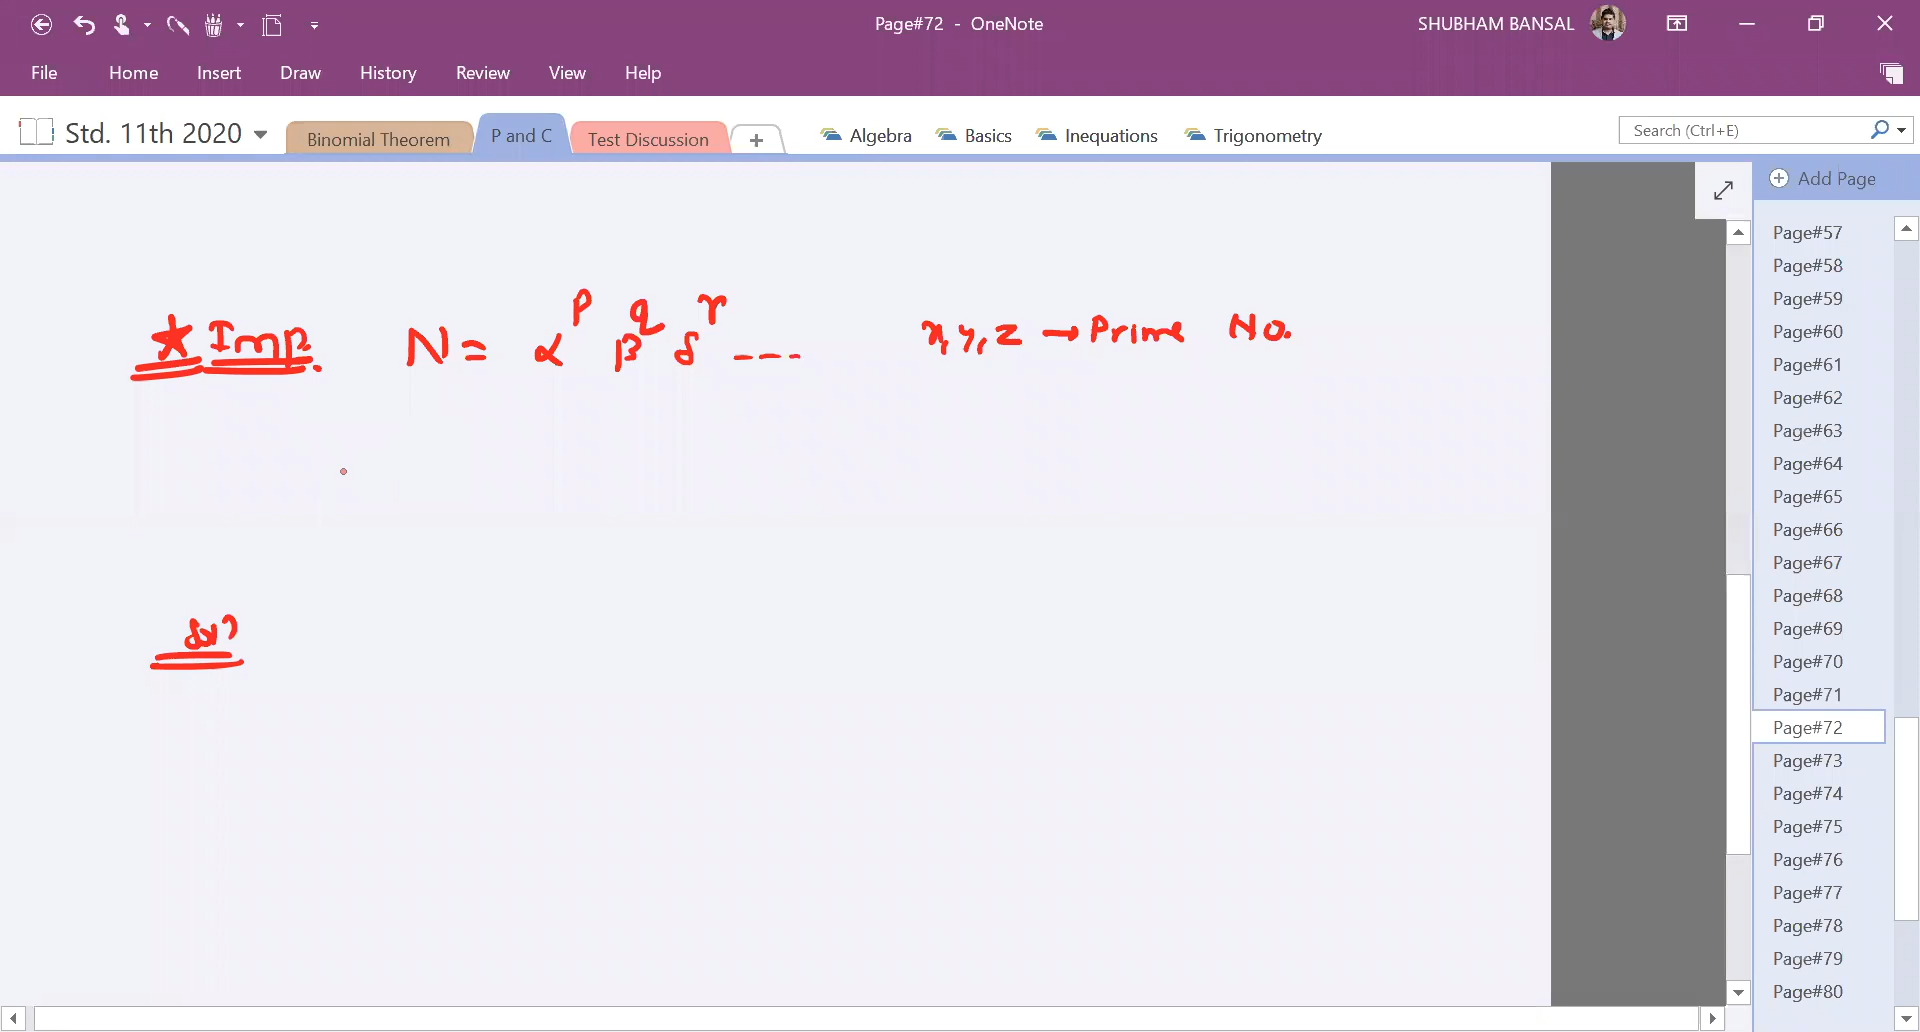 Page#72 - OneNote
SHUBHAM BANSAL
File Home Insert Draw History Review View Help
Std. 11th 2020
Binomial Theorem
P and C
Test Discussion
+
Algebra
Basics
Inequations
Trigonometry
Search (Ctrl+E)
Add Page
Page#57
Page#58
Page#59
Page#60
Page#61
Page#62
Page#63
Page#64
Page#65
Page#66
Page#67
Page#68
Page#69
Page#70
Page#71
Page#72
Page#73
Page#74
Page#75
Page#76
Page#77
Page#78
Page#79
Page#80
★ Imp. N = α^p β^q δ^r ---- x, y, z → Prime No.